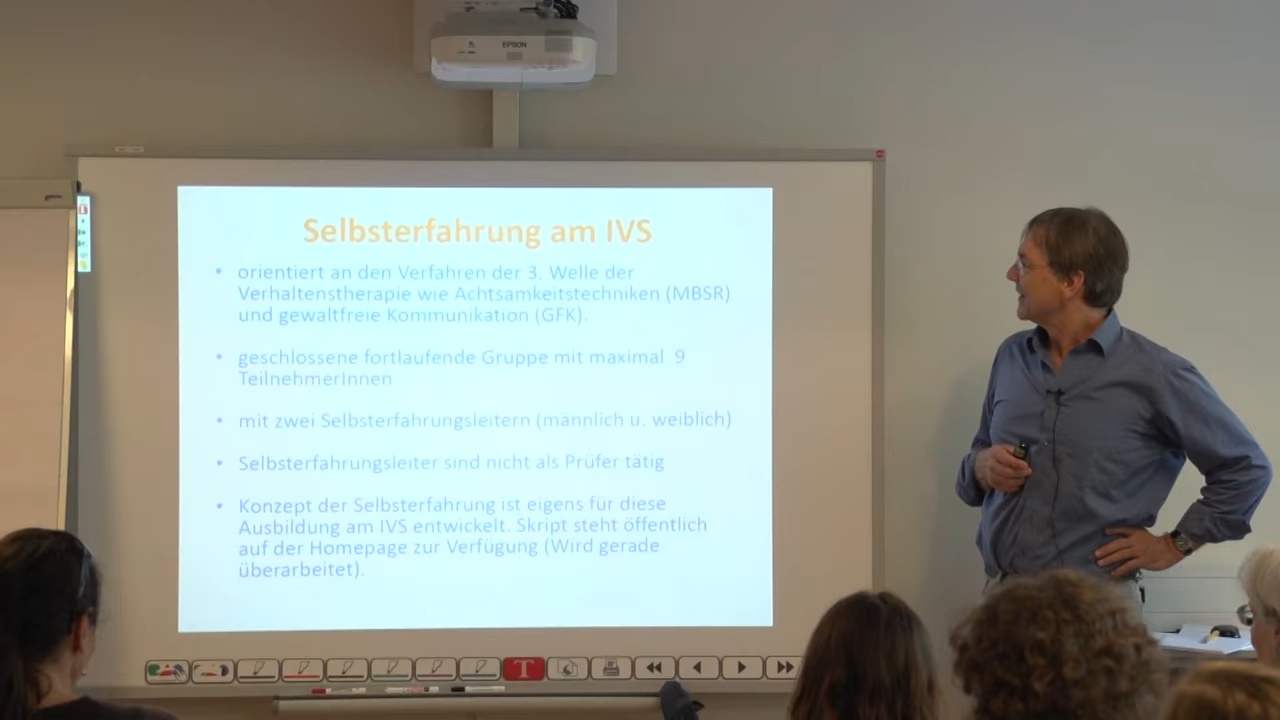 EPSON
Selbsterfahrung am IVS
• orientiert an den Verfahren der 3. Welle der
Verhaltenstherapie wie Achtsamkeitstechniken (MBSR)
und gewaltfreie Kommunikation (GFK).
• geschlossene fortlaufende Gruppe mit maximal 9
TeilnehmerInnen
• mit zwei Selbsterfahrungsleitern (männlich u. weiblich)
• Selbsterfahrungsleiter sind nicht als Prüfer tätig
• Konzept der Selbsterfahrung ist eigens für diese
Ausbildung am IVS entwickelt. Skript steht öffentlich
auf der Homepage zur Verfügung (Wird gerade
überarbeitet).
T